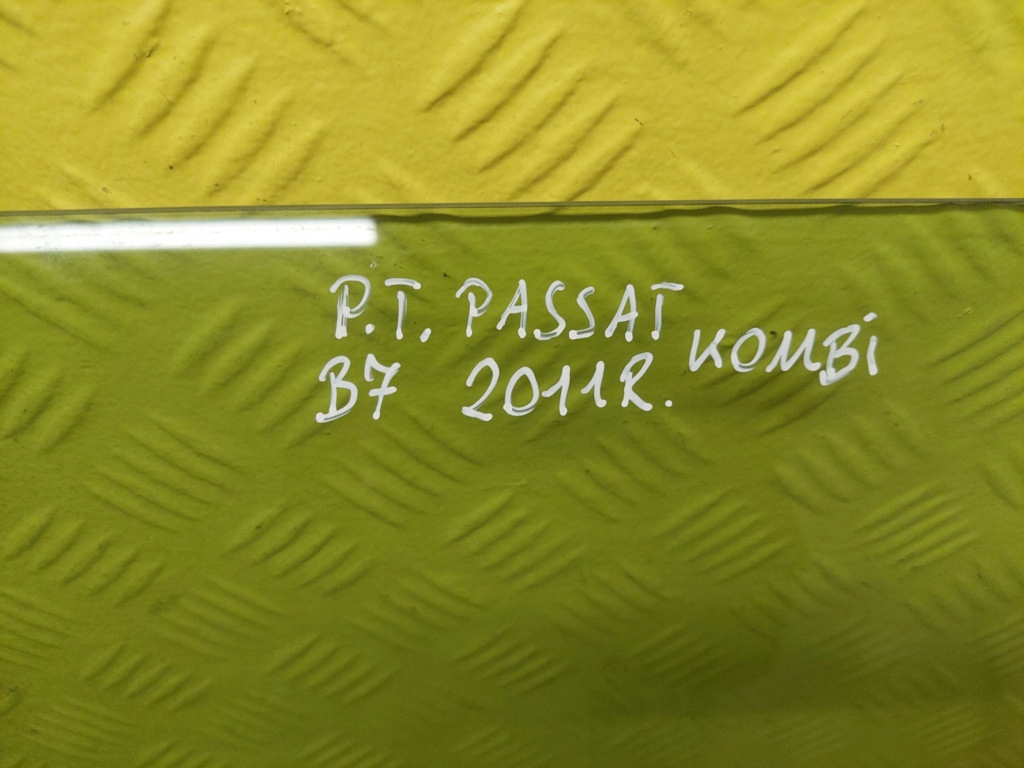 P.T. PASSAT
B7 2011R. KOMBi